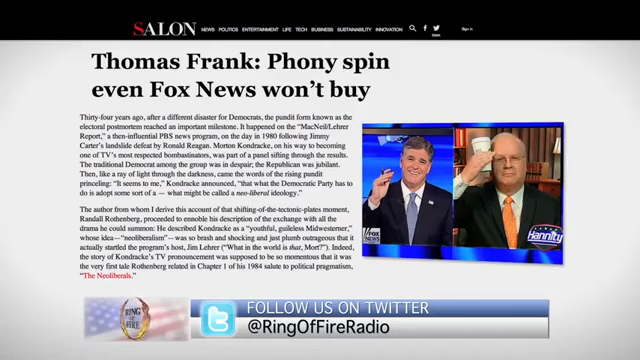 SALON
NEWS POLITICS ENTERTAINMENT LIFE TECH BUSINESS SUSTAINABILITY INNOVATION
Sign in
Thomas Frank: Phony spin
even Fox News won't buy
Thirty-four years ago, after a different disaster for Democrats, the pundit form known as the
electoral postmortem reached an important milestone. It happened on the "MacNeil/Lehrer
Report," a then-influential PBS news program, on the day in 1980 following Jimmy
Carter's landslide defeat by Ronald Reagan. Morton Kondracke, on his way to becoming
one of TV's most respected bombastinators, was part of a panel sifting through the results.
The traditional Democrat among the group was in despair; the Republican was jubilant.
Then, like a ray of light through the darkness, came the words of the rising pundit
princeling: "It seems to me," Kondracke announced, "that what the Democratic Party has to
do is adopt some sort of a — what might be called a neo-liberal ideology."
The author from whom I derive this account of that shifting-of-the-tectonic-plates moment,
Randall Rothenberg, proceeded to ennoble his description of the exchange with all the
drama he could summon: He described Kondracke as a "youthful, guileless Midwesterner,"
whose idea—"neoliberalism"—was so brash and shocking and just plumb outrageous that it
actually startled the program's host, Jim Lehrer ("What in the world is that, Mort?"). Indeed,
the story of Kondracke's TV pronouncement was supposed to be so momentous that it was
the very first tale Rothenberg related in Chapter 1 of his 1984 salute to political pragmatism,
"The Neoliberals."
FOX
NEWS
Hannity
RING
OF
FIRE
FOLLOW US ON TWITTER
@RingOfFireRadio